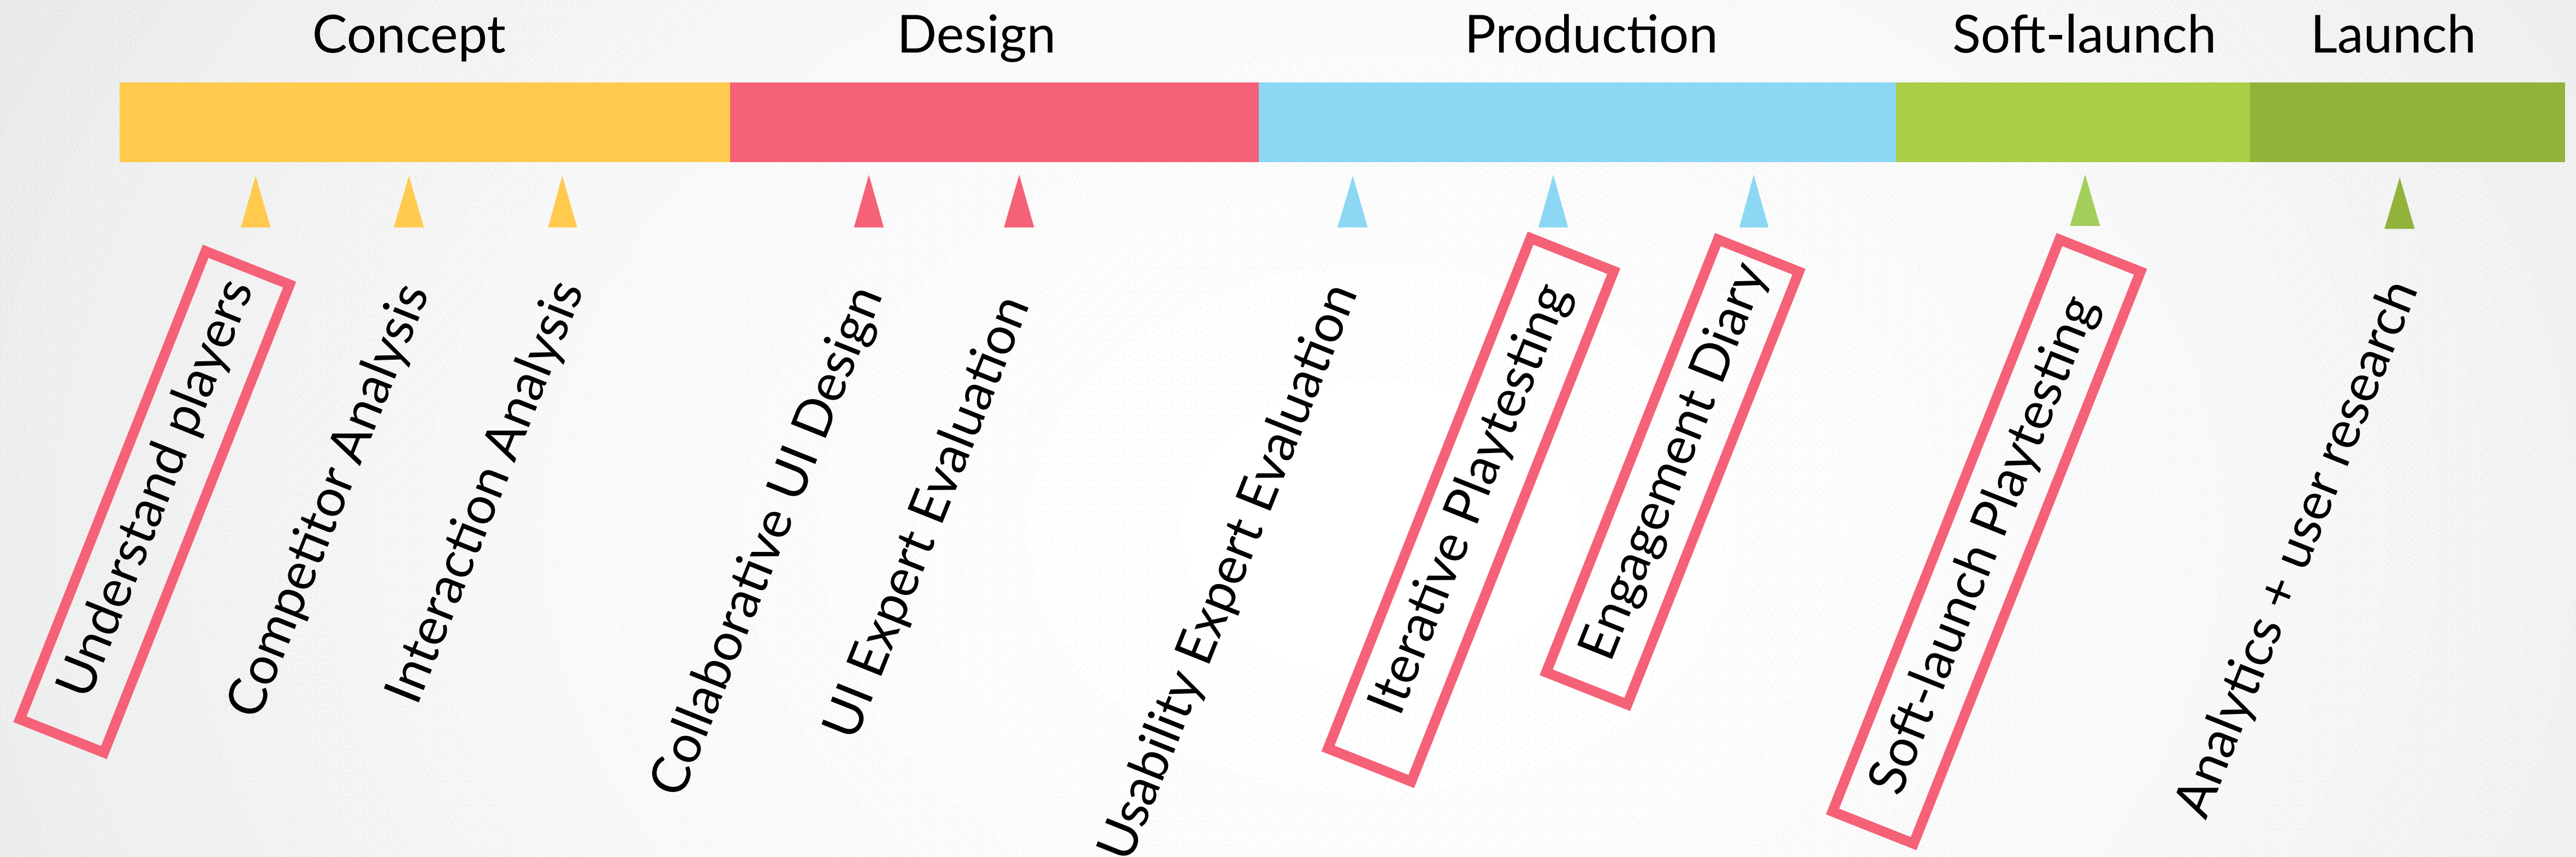 Concept
Design
Production
Soft-launch
Launch
Understand players
Competitor Analysis
Interaction Analysis
Collaborative UI Design
UI Expert Evaluation
Usability Expert Evaluation
Iterative Playtesting
Engagement Diary
Soft-launch Playtesting
Analytics + user research